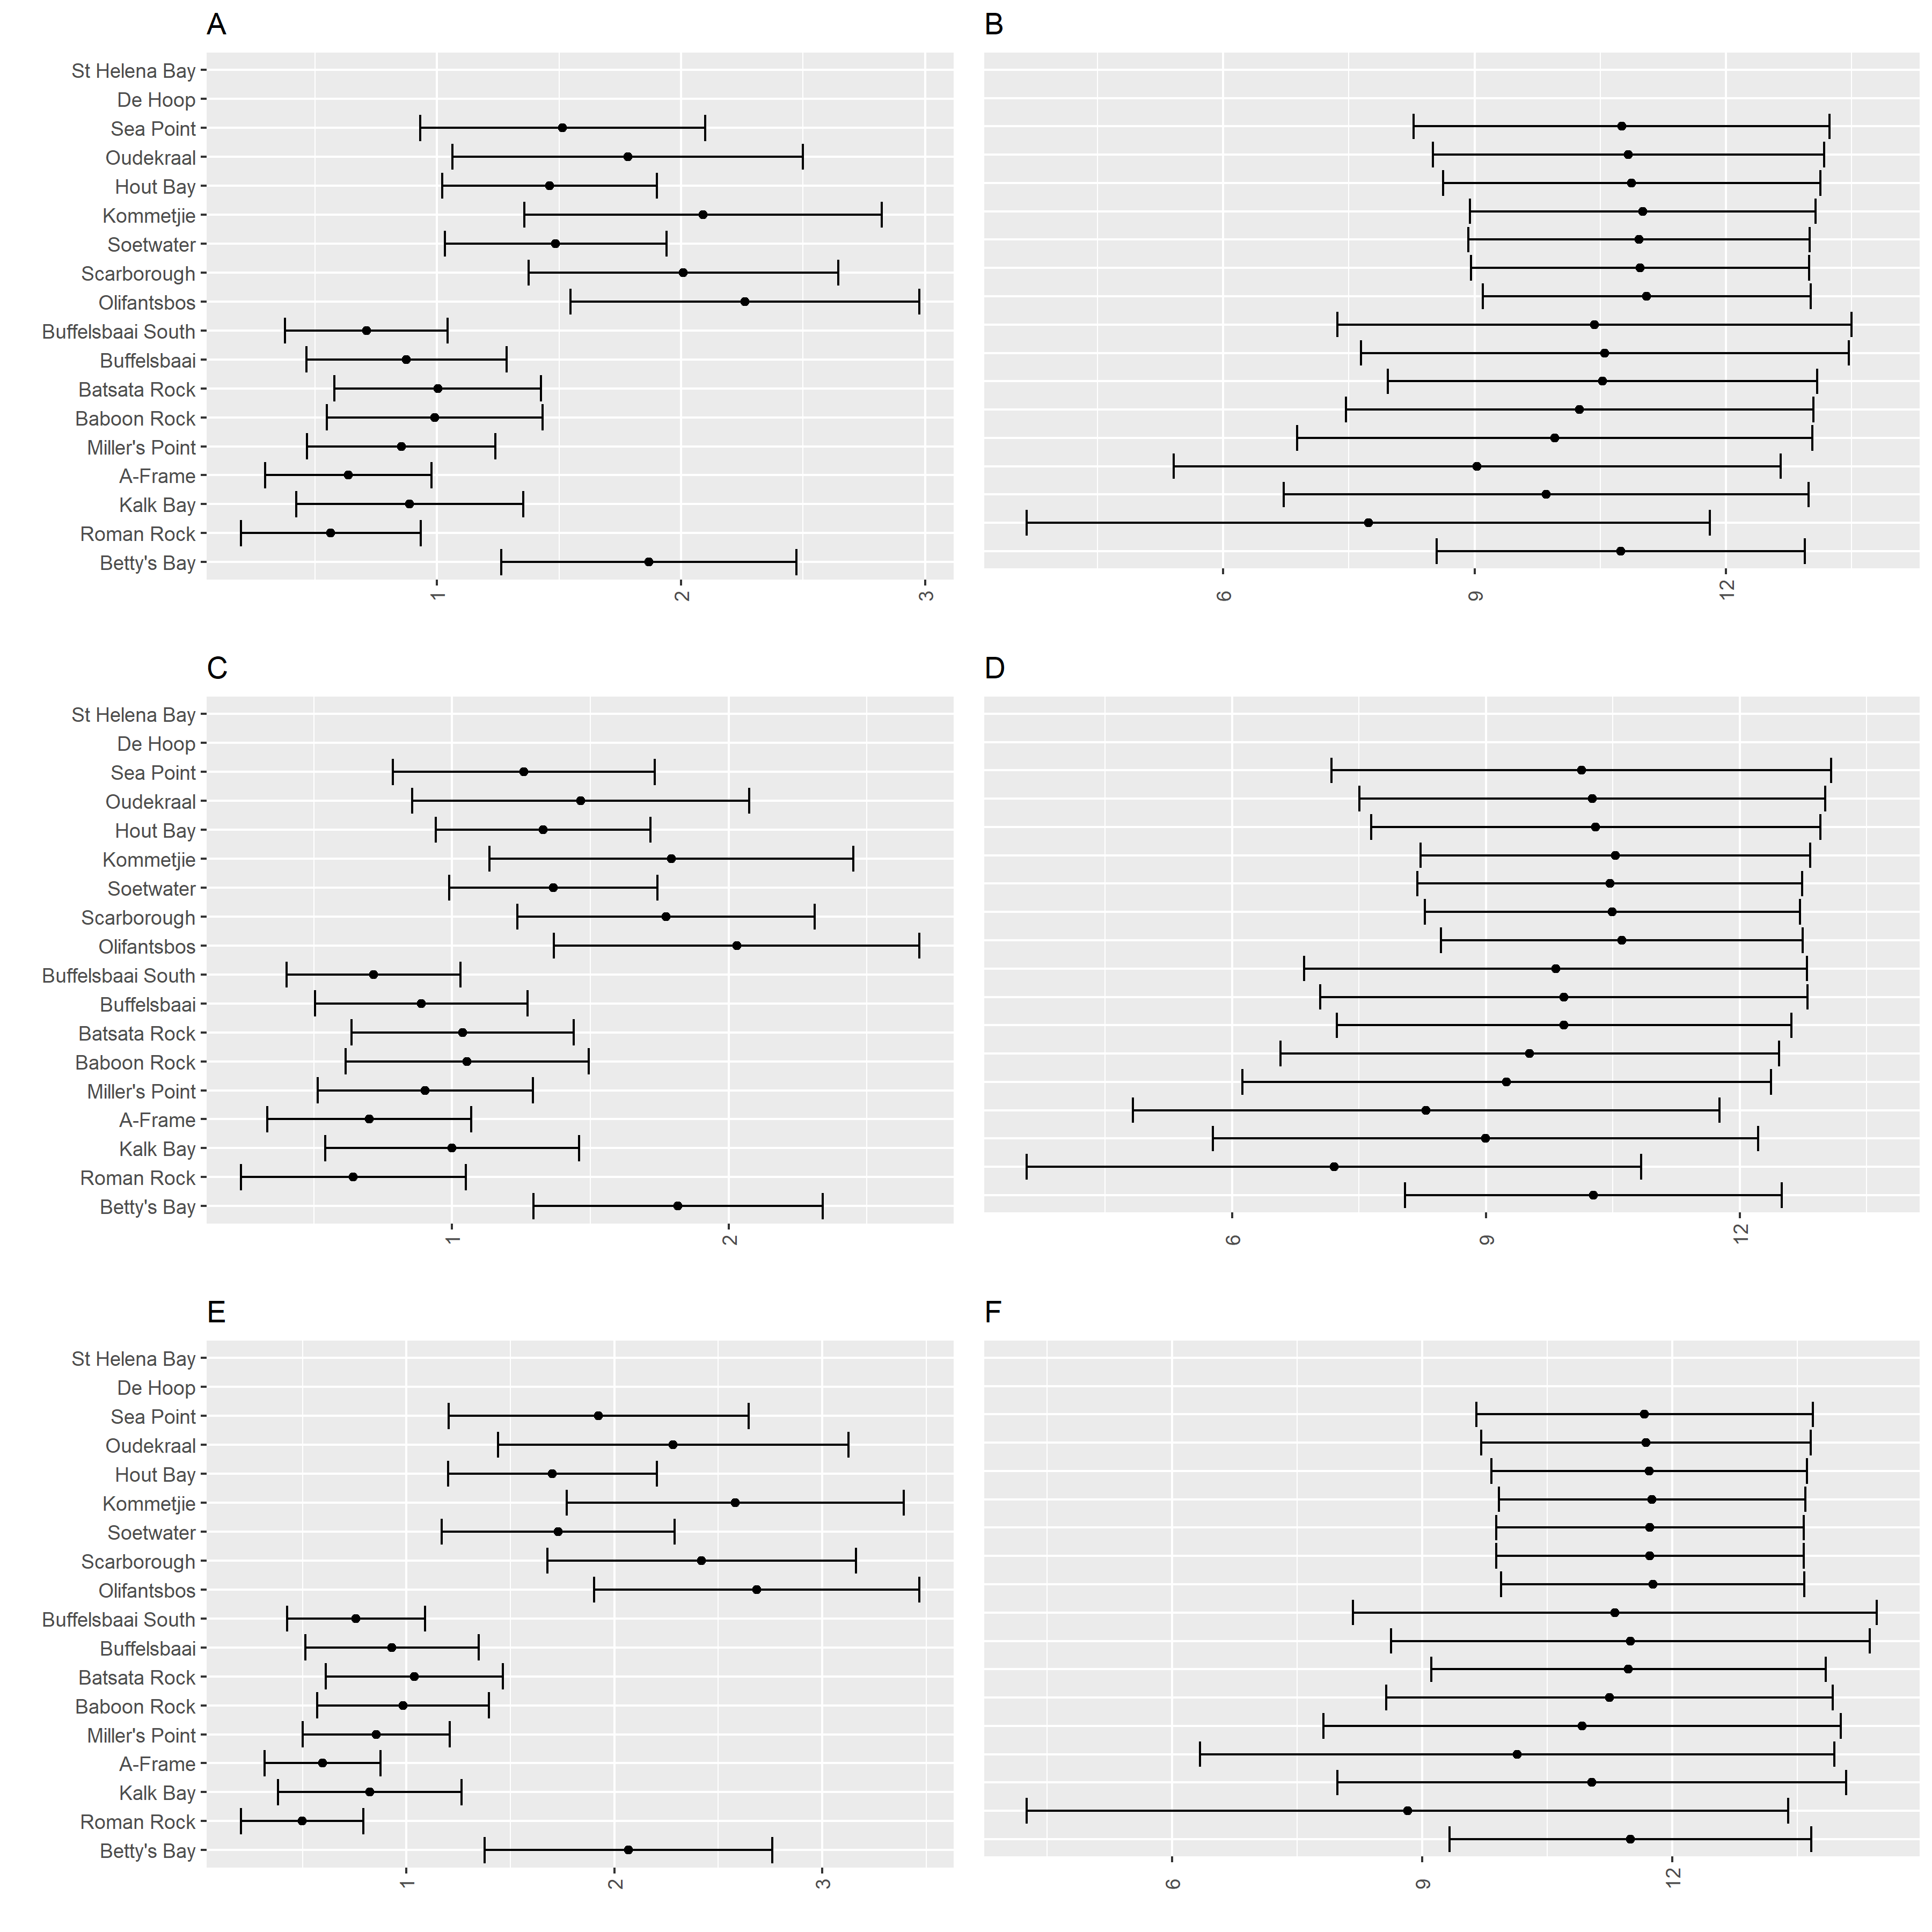 A
B
St Helena Bay
De Hoop
Sea Point
Oudekraal
Hout Bay
Kommetjie
Soetwater
Scarborough
Olifantsbos
Buffelsbaai South
Buffelsbaai
Batsata Rock
Baboon Rock
Miller's Point
A-Frame
Kalk Bay
Roman Rock
Betty's Bay
1 2 3
6 9 12
C
D
St Helena Bay
De Hoop
Sea Point
Oudekraal
Hout Bay
Kommetjie
Soetwater
Scarborough
Olifantsbos
Buffelsbaai South
Buffelsbaai
Batsata Rock
Baboon Rock
Miller's Point
A-Frame
Kalk Bay
Roman Rock
Betty's Bay
1 2
6 9 12
E
F
St Helena Bay
De Hoop
Sea Point
Oudekraal
Hout Bay
Kommetjie
Soetwater
Scarborough
Olifantsbos
Buffelsbaai South
Buffelsbaai
Batsata Rock
Baboon Rock
Miller's Point
A-Frame
Kalk Bay
Roman Rock
Betty's Bay
1 2 3
6 9 12